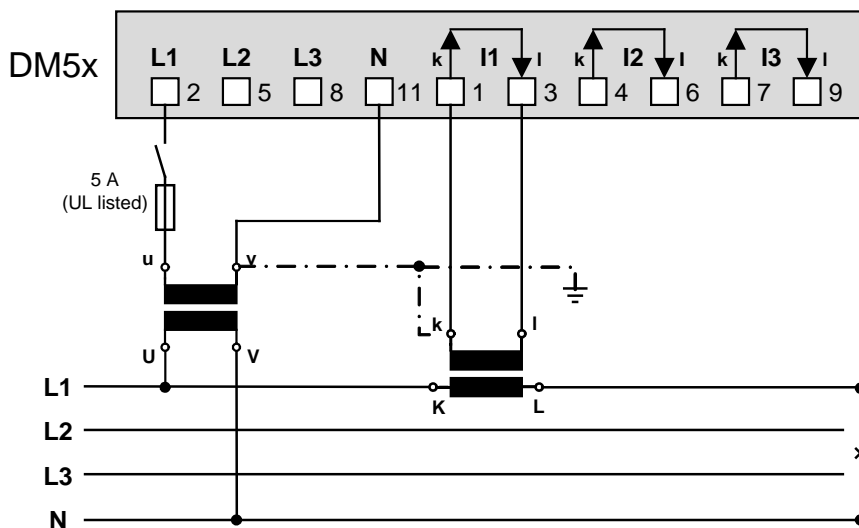 DM5x
L1 L2 L3 N k I1 l k I2 l k I3 l
2 5 8 11 1 3 4 6 7 9
5 A
(UL listed)
u v
k l
U V
L1 K L
L2
L3
N